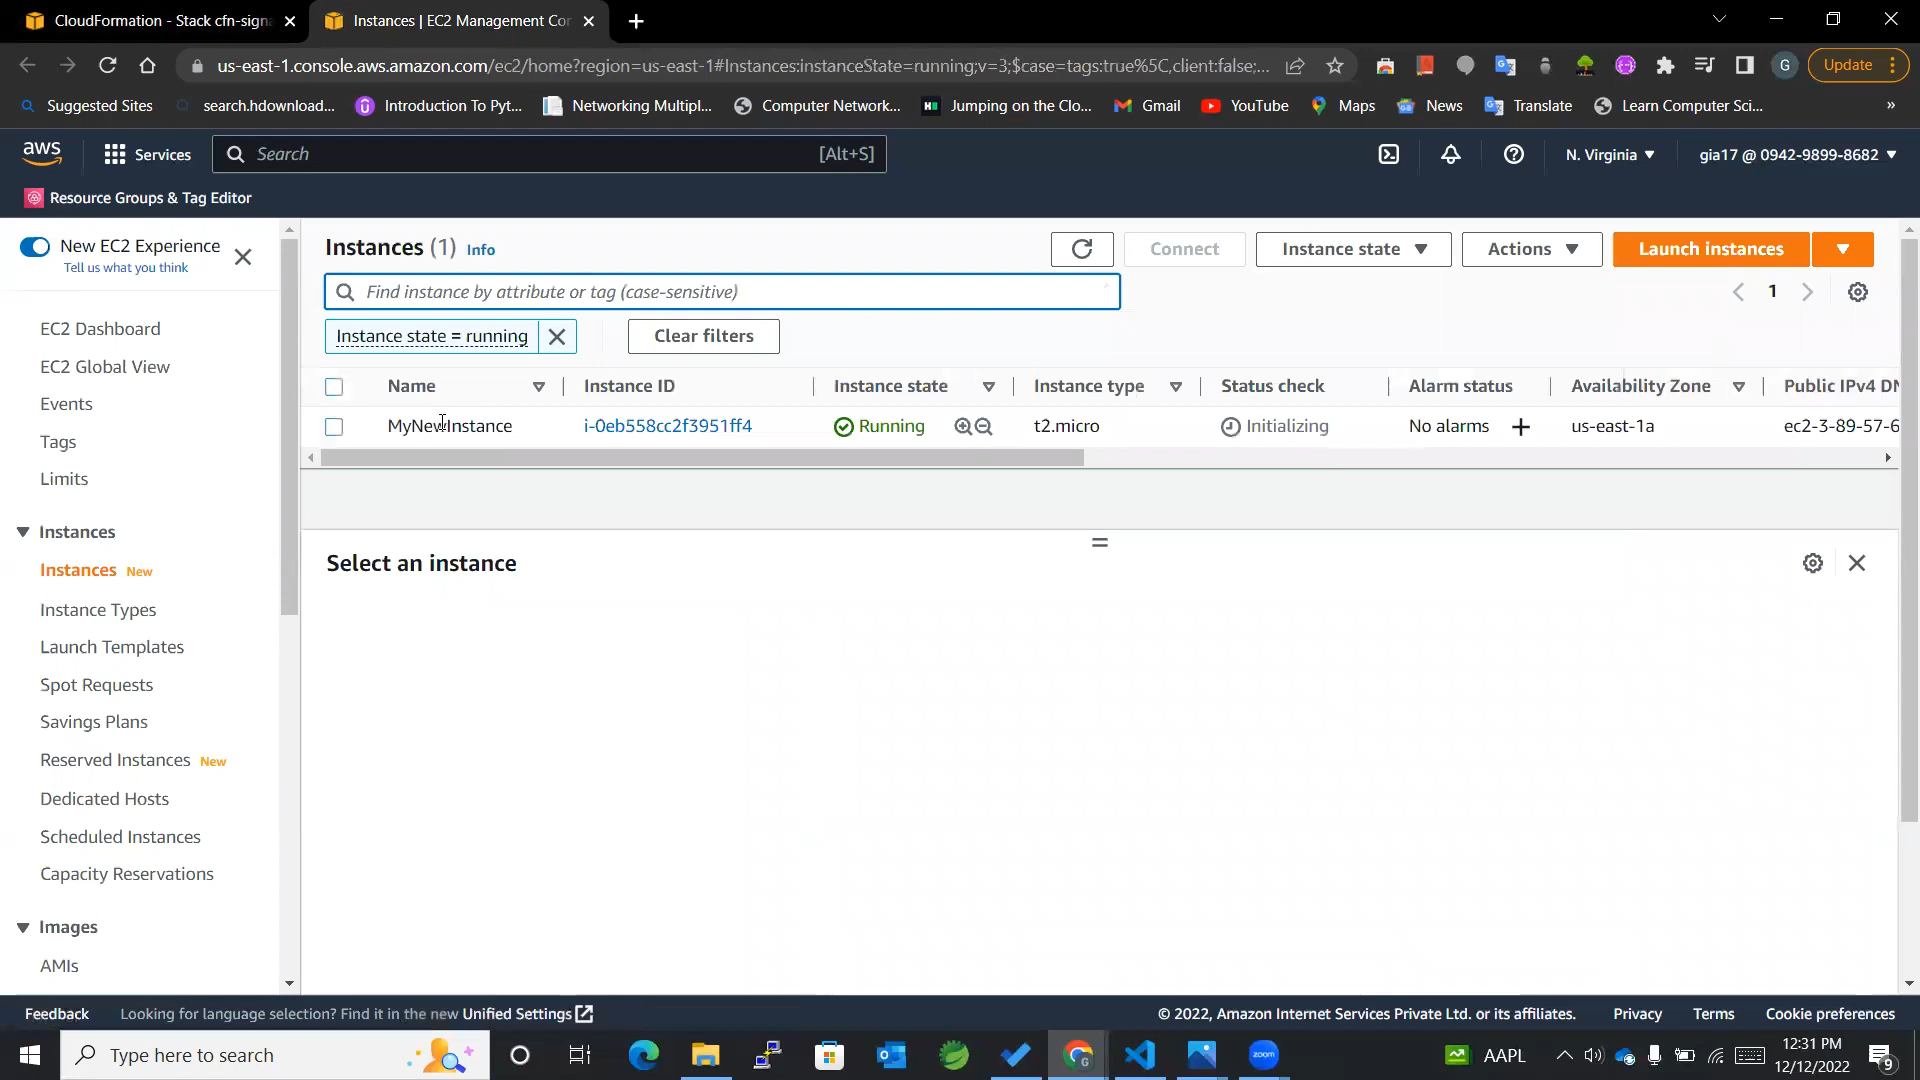 CloudFormation - Stack cfn-signa
Instances | EC2 Management Con
us-east-1.console.aws.amazon.com/ec2/home?region=us-east-1#Instances:instanceState=running;v=3;$case=tags:true%5C,client:false;...
G
Update
Suggested Sites
search.hdownload...
Introduction To Pyt...
Networking Multipl...
Computer Network...
Jumping on the Clo...
Gmail
YouTube
Maps
News
Translate
Learn Computer Sci...
»
aws
Services
Search
[Alt+S]
N. Virginia
gia17 @ 0942-9899-8682
Resource Groups & Tag Editor
New EC2 Experience
Tell us what you think
EC2 Dashboard
EC2 Global View
Events
Tags
Limits
Instances
Instances New
Instance Types
Launch Templates
Spot Requests
Savings Plans
Reserved Instances New
Dedicated Hosts
Scheduled Instances
Capacity Reservations
Images
AMIs
Instances (1) Info
Connect
Instance state
Actions
Launch instances
Find instance by attribute or tag (case-sensitive)
1
Instance state = running
Clear filters
Name
Instance ID
Instance state
Instance type
Status check
Alarm status
Availability Zone
Public IPv4 DN
MyNewInstance
i-0eb558cc2f3951ff4
Running
t2.micro
Initializing
No alarms
us-east-1a
ec2-3-89-57-6
Select an instance
Feedback
Looking for language selection? Find it in the new Unified Settings
© 2022, Amazon Internet Services Private Ltd. or its affiliates.
Privacy
Terms
Cookie preferences
Type here to search
zoom
AAPL
12:31 PM
12/12/2022
9